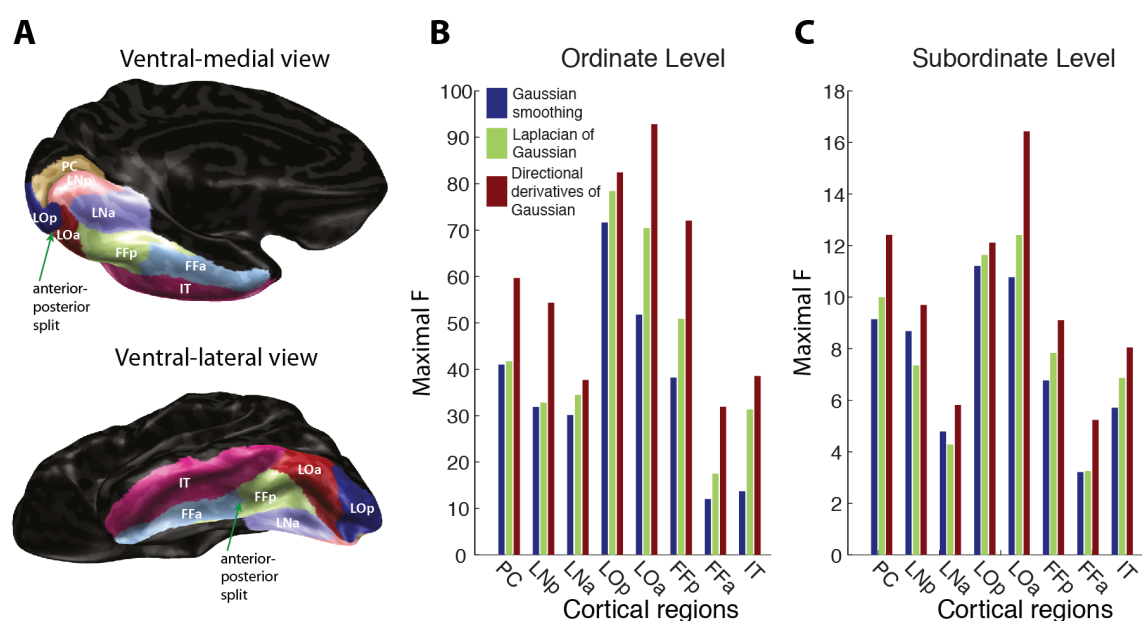 A
Ventral-medial view
PC
LNp
LOp
LNa
LOa
FFp
FFa
IT
anterior-
posterior
split
Ventral-lateral view
IT
LOa
FFp
LOp
FFa
LNa
anterior-
posterior
split
B
Ordinate Level
Gaussian
smoothing
Laplacian of
Gaussian
Directional
derivatives of
Gaussian
Maximal F
100
90
80
70
60
50
40
30
20
10
0
PC LNp LNa LOp LOa FFp FFa IT
Cortical regions
C
Subordinate Level
Maximal F
18
16
14
12
10
8
6
4
2
0
PC LNp LNa LOp LOa FFp FFa IT
Cortical regions